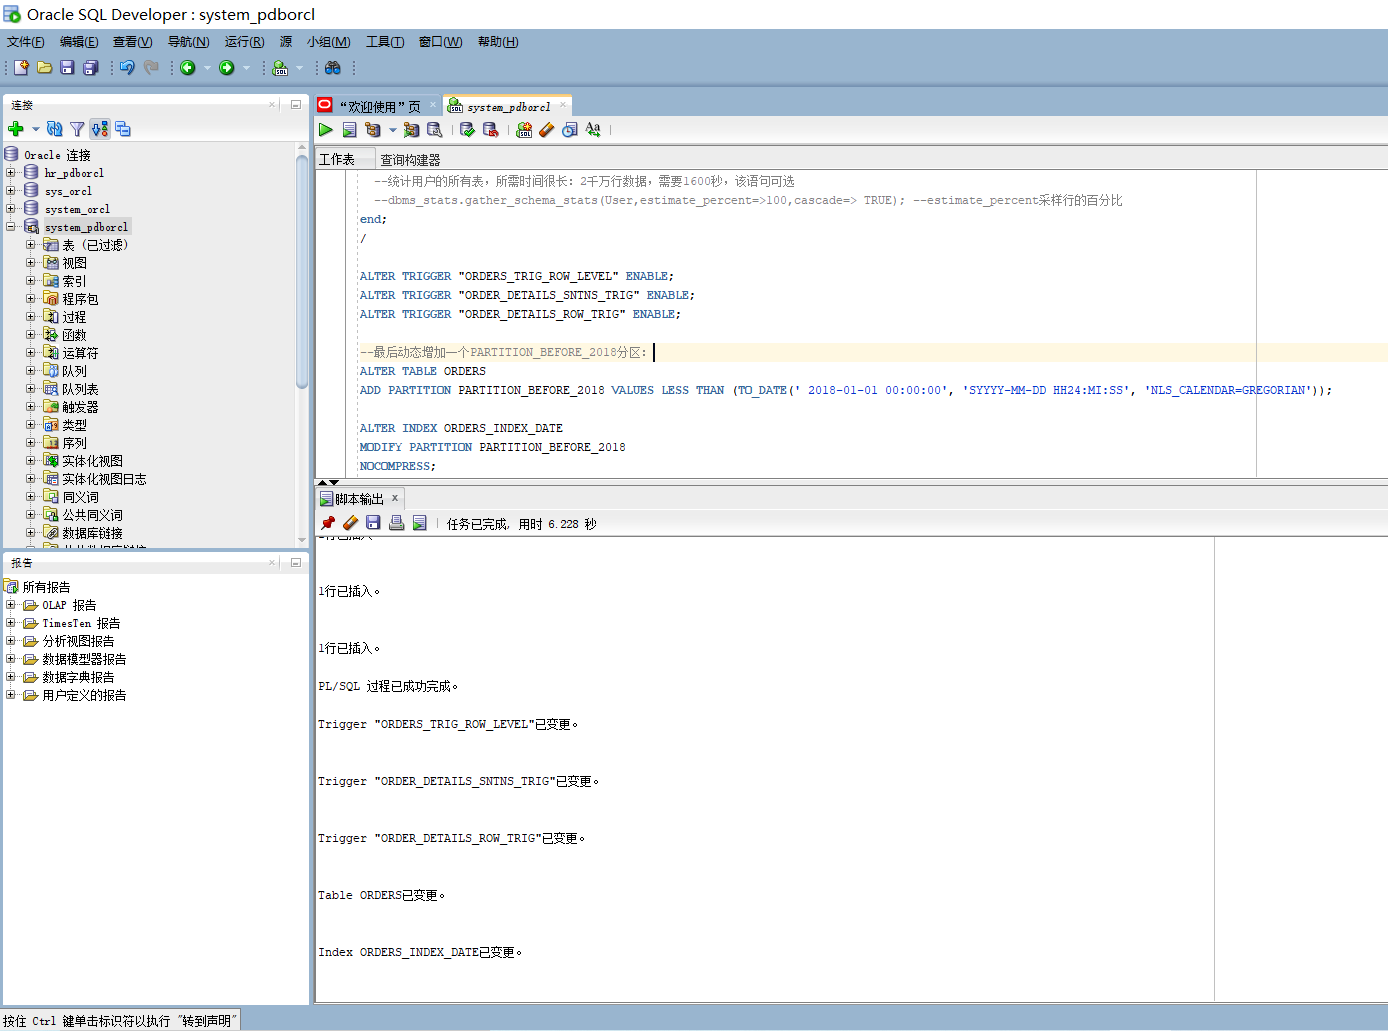 Oracle SQL Developer : system_pdborcl
文件(F) 编辑(E) 查看(V) 导航(N) 运行(R) 源 小组(M) 工具(T) 窗口(W) 帮助(H)
连接
Oracle 连接
hr_pdborcl
sys_orcl
system_orcl
system_pdborcl
表 (已过滤)
视图
索引
程序包
过程
函数
运算符
队列
队列表
触发器
类型
序列
实体化视图
实体化视图日志
同义词
公共同义词
数据库链接
报告
所有报告
OLAP 报告
TimesTen 报告
分析视图报告
数据模型器报告
数据字典报告
用户定义的报告
“欢迎使用”页 system_pdborcl
工作表 查询构建器
--统计用户的所有表，所需时间很长：2千万行数据，需要1600秒，该语句可选
--dbms_stats.gather_schema_stats(User,estimate_percent=>100,cascade=> TRUE); --estimate_percent采样行的百分比
end;
/
ALTER TRIGGER "ORDERS_TRIG_ROW_LEVEL" ENABLE;
ALTER TRIGGER "ORDER_DETAILS_SNTNS_TRIG" ENABLE;
ALTER TRIGGER "ORDER_DETAILS_ROW_TRIG" ENABLE;
--最后动态增加一个PARTITION_BEFORE_2018分区：
ALTER TABLE ORDERS
ADD PARTITION PARTITION_BEFORE_2018 VALUES LESS THAN (TO_DATE(' 2018-01-01 00:00:00', 'SYYYY-MM-DD HH24:MI:SS', 'NLS_CALENDAR=GREGORIAN'));
ALTER INDEX ORDERS_INDEX_DATE
MODIFY PARTITION PARTITION_BEFORE_2018
NOCOMPRESS;
脚本输出
任务已完成, 用时 6.228 秒
1行已插入。
1行已插入。
PL/SQL 过程已成功完成。
Trigger "ORDERS_TRIG_ROW_LEVEL"已变更。
Trigger "ORDER_DETAILS_SNTNS_TRIG"已变更。
Trigger "ORDER_DETAILS_ROW_TRIG"已变更。
Table ORDERS已变更。
Index ORDERS_INDEX_DATE已变更。
按住 Ctrl 键单击标识符以执行 "转到声明"